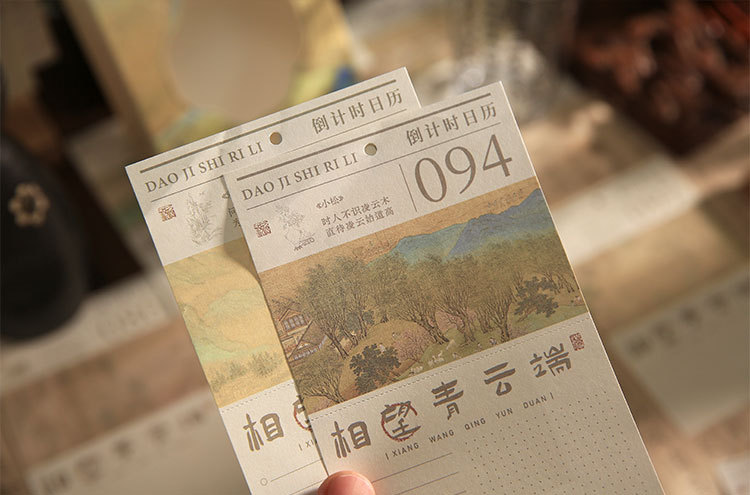 DAO JI SHI RI LI
倒计时日历
DAO JI SHI RI LI
倒计时日历
094
《小松》
时人不识凌云木
直待凌云始道高
相望青云端
| XIANG WANG QING YUN DUAN |
相